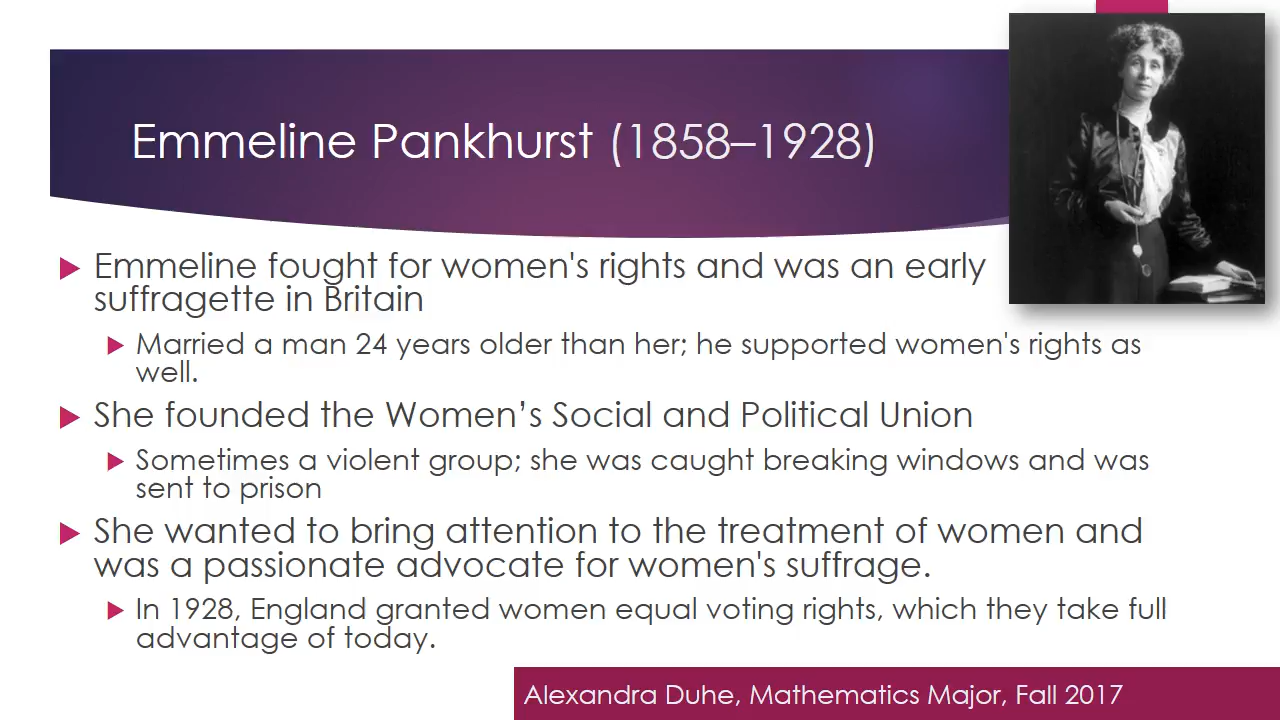 Emmeline Pankhurst (1858–1928)
Emmeline fought for women's rights and was an early
suffragette in Britain
Married a man 24 years older than her; he supported women's rights as
well.
She founded the Women’s Social and Political Union
Sometimes a violent group; she was caught breaking windows and was
sent to prison
She wanted to bring attention to the treatment of women and
was a passionate advocate for women's suffrage.
In 1928, England granted women equal voting rights, which they take full
advantage of today.
Alexandra Duhe, Mathematics Major, Fall 2017